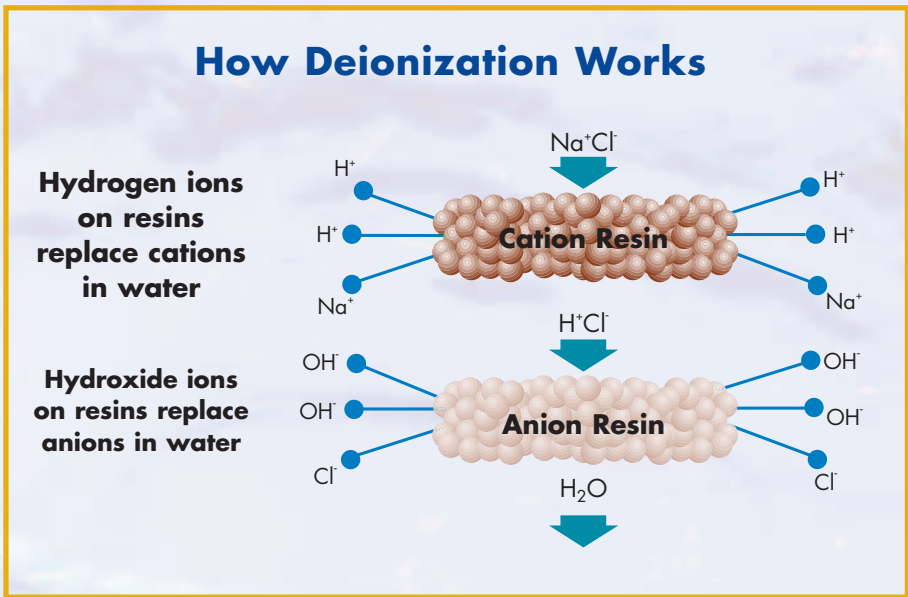 How Deionization Works
Hydrogen ions
on resins
replace cations
in water
Na⁺Cl⁻
H⁺
H⁺
Cation Resin
H⁺
H⁺
Na⁺
Na⁺
H⁺Cl⁻
Hydroxide ions
on resins replace
anions in water
OH⁻
OH⁻
Anion Resin
OH⁻
OH⁻
Cl⁻
Cl⁻
H₂O